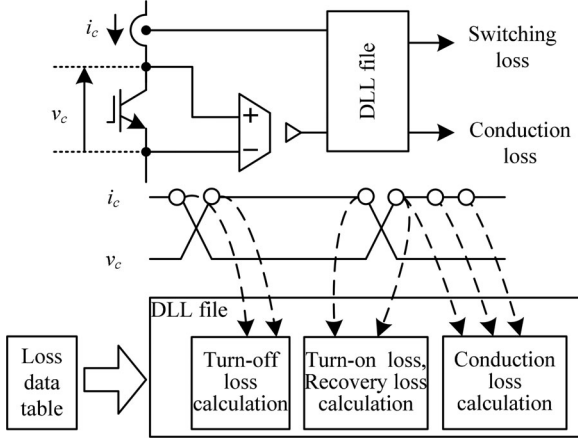 i_c
Switching
loss
DLL file
v_c
+
−
Conduction
loss
i_c
v_c
DLL file
Loss
data
table
Turn-off
loss
calculation
Turn-on loss,
Recovery loss
calculation
Conduction
loss
calculation